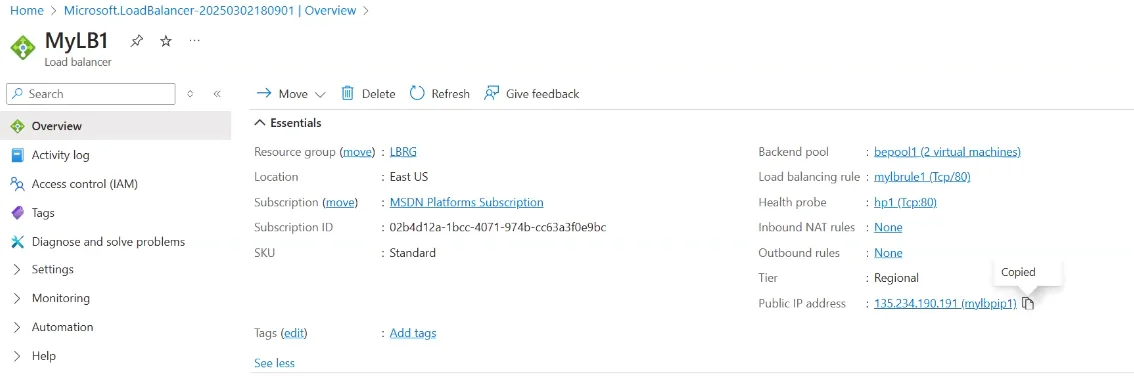 Home > Microsoft.LoadBalancer-20250302180901 | Overview >
MyLB1
Load balancer
Search
Move
Delete
Refresh
Give feedback
Overview
Activity log
Access control (IAM)
Tags
Diagnose and solve problems
Settings
Monitoring
Automation
Help
Essentials
Resource group (move) : LBRG
Location : East US
Subscription (move) : MSDN Platforms Subscription
Subscription ID : 02b4d12a-1bcc-4071-974b-cc63a3f0e9bc
SKU : Standard
Backend pool : bepool1 (2 virtual machines)
Load balancing rule : mylbrule1 (Tcp/80)
Health probe : hp1 (Tcp:80)
Inbound NAT rules : None
Outbound rules : None
Tier : Regional
Copied
Public IP address : 135.234.190.191 (mylbpip1)
Tags (edit) : Add tags
See less